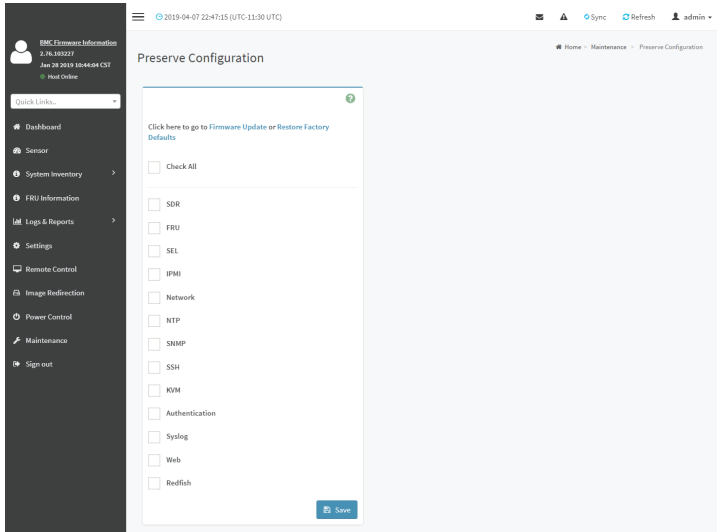 BMC Firmware Information
2.76.103227
Jan 28 2019 10:44:04 CST
Host Online
Quick Links..
Dashboard
Sensor
System Inventory
FRU Information
Logs & Reports
Settings
Remote Control
Image Redirection
Power Control
Maintenance
Sign out
2019-04-07 22:47:15 (UTC-11:30 UTC)
Sync
Refresh
admin
Preserve Configuration
Home > Maintenance > Preserve Configuration
Click here to go to Firmware Update or Restore Factory
Defaults
Check All
SDR
FRU
SEL
IPMI
Network
NTP
SNMP
SSH
KVM
Authentication
Syslog
Web
Redfish
Save